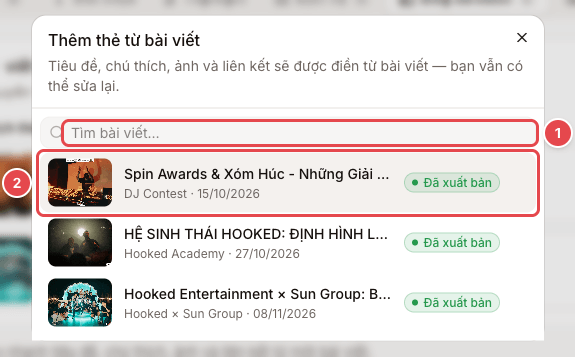 Thêm thẻ từ bài viết
Tiêu đề, chú thích, ảnh và liên kết sẽ được điền từ bài viết — bạn vẫn có
thể sửa lại.
Tìm bài viết...
1
2
Spin Awards & Xóm Húc - Những Giải ...
Đã xuất bản
DJ Contest · 15/10/2026
HỆ SINH THÁI HOOKED: ĐỊNH HÌNH L...
Đã xuất bản
Hooked Academy · 27/10/2026
Hooked Entertainment × Sun Group: B...
Đã xuất bản
Hooked × Sun Group · 08/11/2026